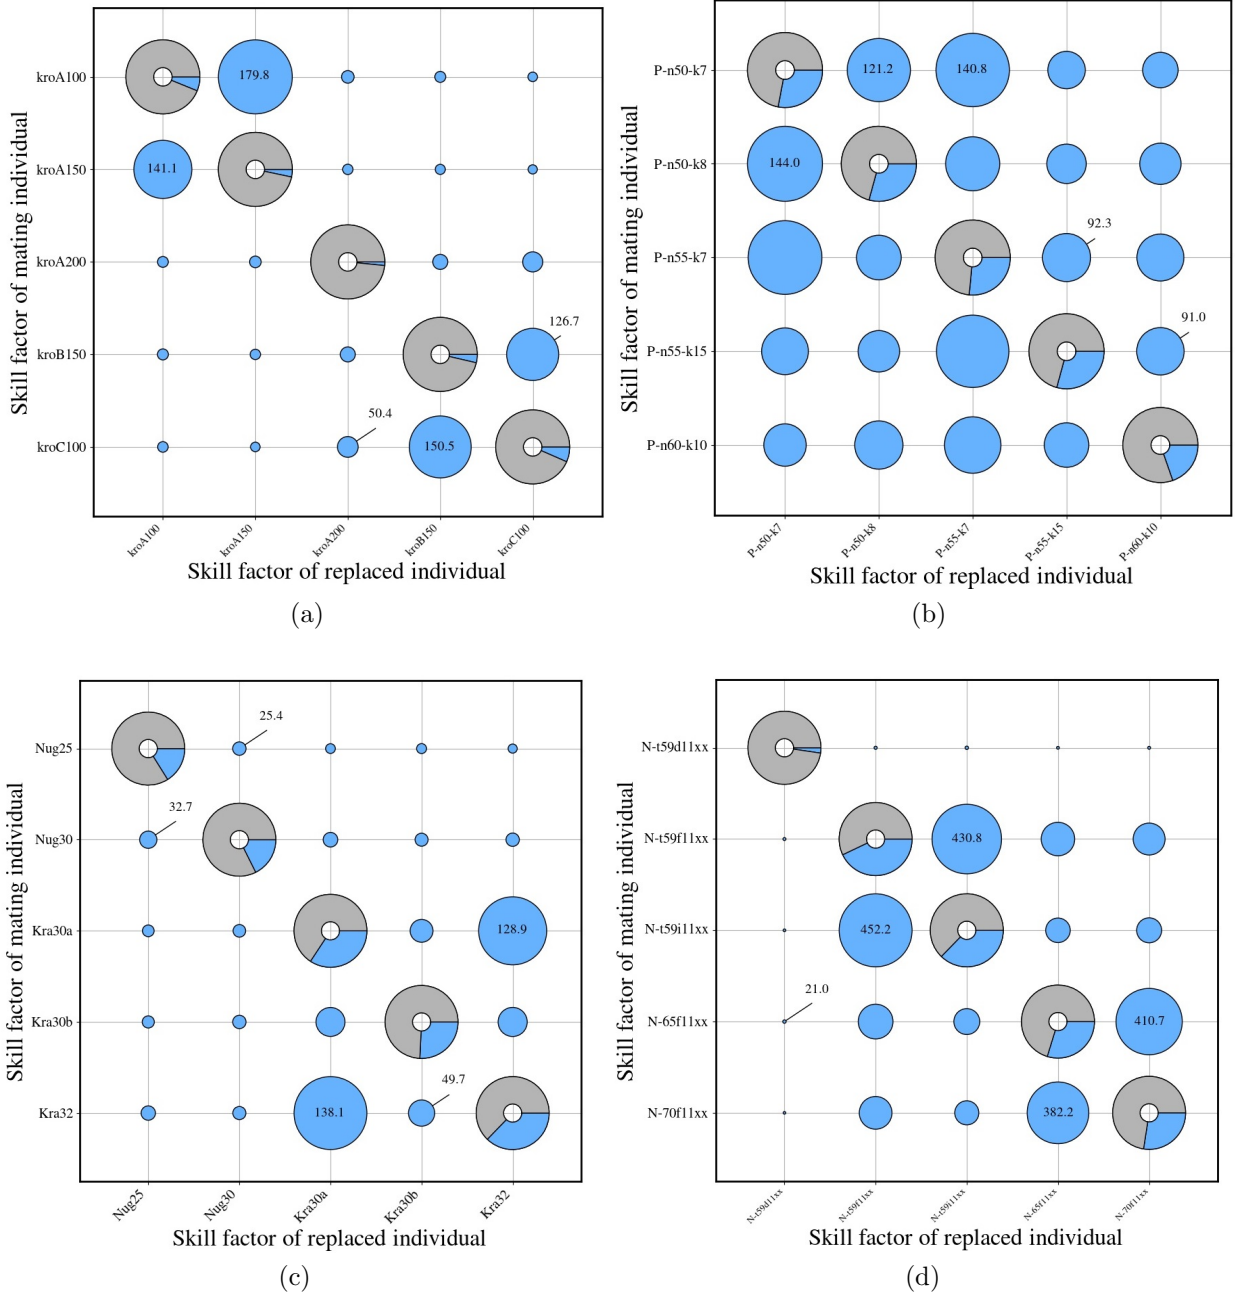 kroA100
179.8
kroA150
141.1
kroA200
kroB150
126.7
kroC100
50.4
150.5
Skill factor of mating individual
kroA100
kroA150
kroA200
kroB150
kroC100
Skill factor of replaced individual
(a)
P-n50-k7
121.2
140.8
P-n50-k8
144.0
P-n55-k7
92.3
P-n55-k15
91.0
P-n60-k10
Skill factor of mating individual
P-n50-k7
P-n50-k8
P-n55-k7
P-n55-k15
P-n60-k10
Skill factor of replaced individual
(b)
Nug25
25.4
Nug30
32.7
Kra30a
128.9
Kra30b
Kra32
138.1
49.7
Skill factor of mating individual
Nug25
Nug30
Kra30a
Kra30b
Kra32
Skill factor of replaced individual
(c)
N-t59d11xx
N-t59f11xx
430.8
N-t59i11xx
452.2
N-65f11xx
21.0
410.7
N-70f11xx
382.2
Skill factor of mating individual
N-t59d11xx
N-t59f11xx
N-t59i11xx
N-65f11xx
N-70f11xx
Skill factor of replaced individual
(d)